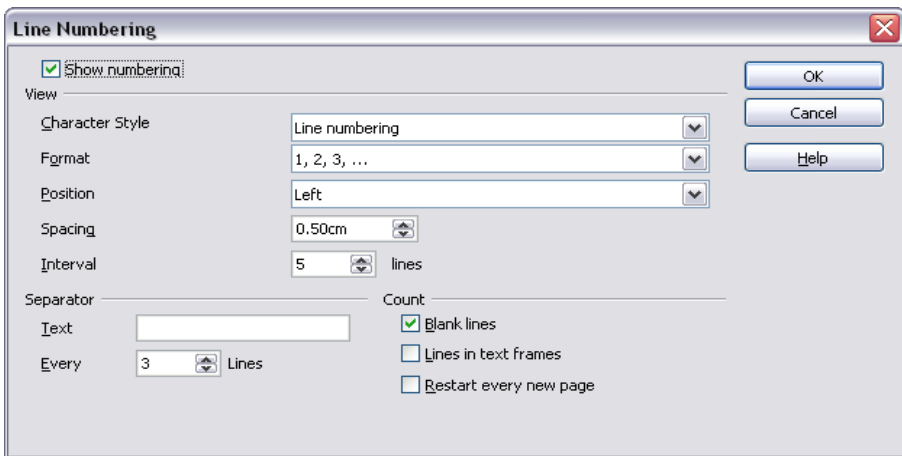 Line Numbering
Show numbering
OK
View
Cancel
Character Style
Line numbering
Format
1, 2, 3, ...
Help
Position
Left
Spacing
0.50cm
Interval
5 lines
Separator
Text
Every
3 Lines
Count
Blank lines
Lines in text frames
Restart every new page